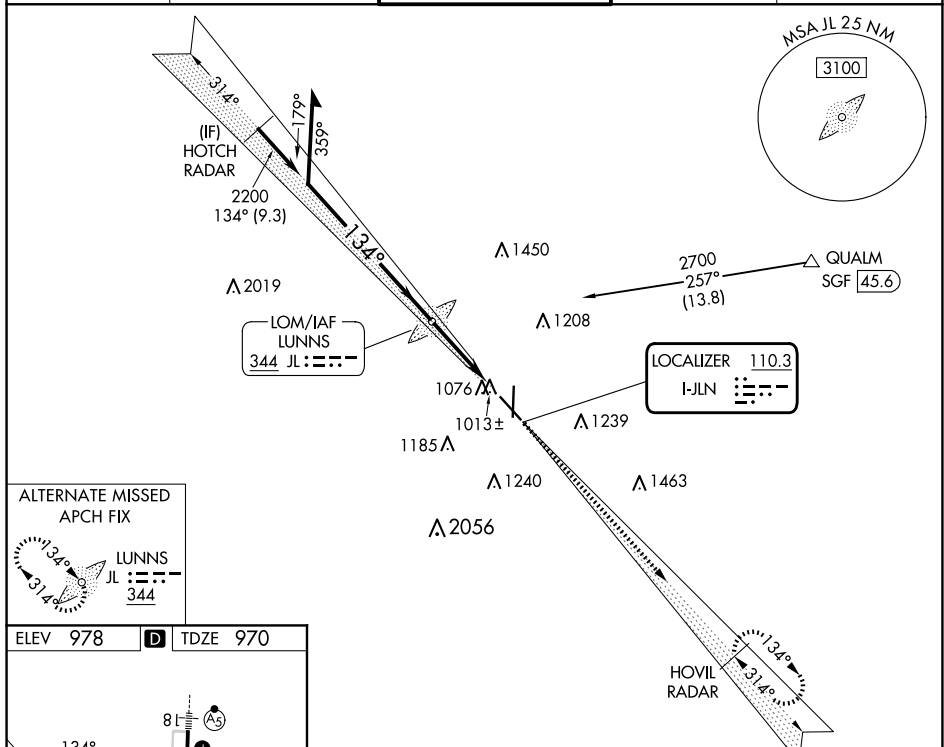 MSA JL 25 NM
3100
314°
179°
359°
(IF)
HOTCH
RADAR
2200
134° (9.3)
134°
1450
2700
257°
(13.8)
QUALM
SGF 45.6
2019
1208
LOM/IAF
LUNNS
344 JL
LOCALIZER 110.3
I-JLN
1076
1013±
1239
1185
1240
1463
2056
ALTERNATE MISSED
APCH FIX
134°
314°
LUNNS
JL
344
HOVIL
RADAR
134°
314°
ELEV 978 D TDZE 970
18
A5
134°